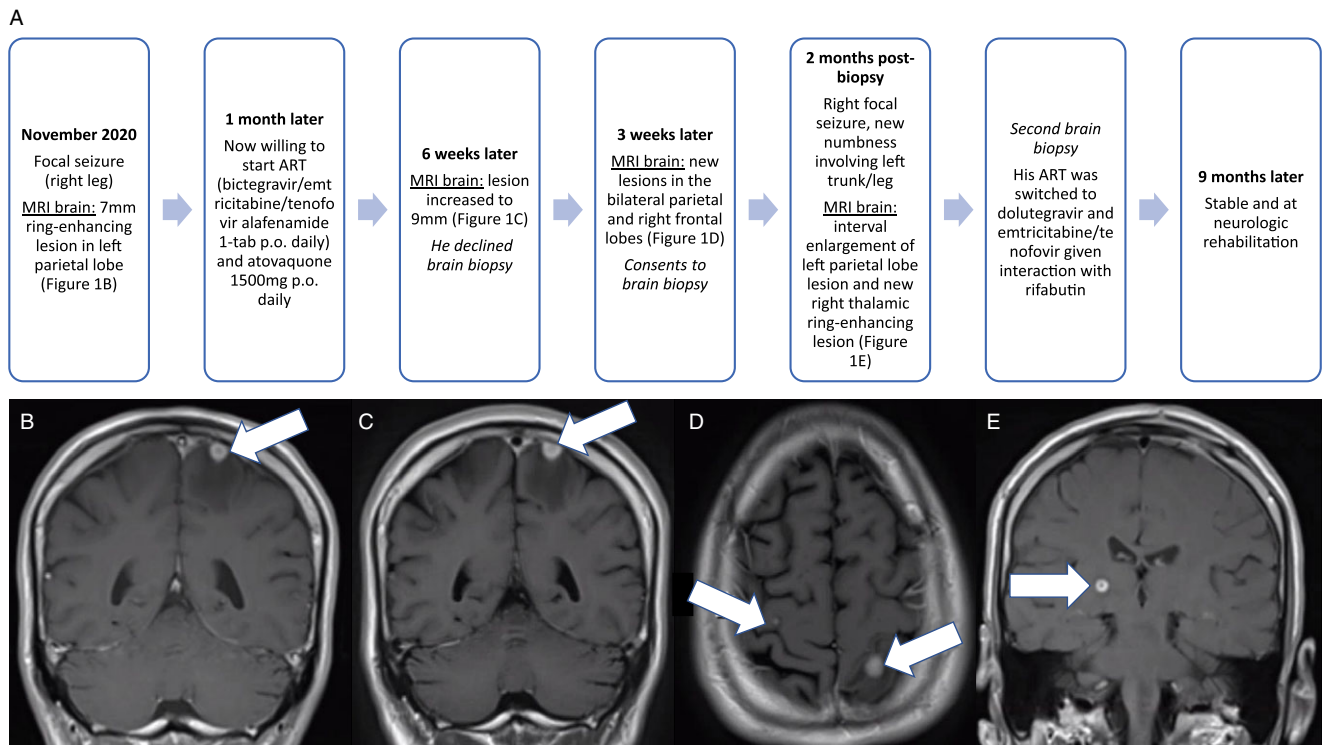 A
November 2020
Focal seizure
(right leg)
MRI brain: 7mm
ring-enhancing
lesion in left
parietal lobe
(Figure 1B)
1 month later
Now willing to
start ART
(bictegravir/emt
ricitabine/tenofo
vir alafenamide
1-tab p.o. daily)
and atovaquone
1500mg p.o.
daily
6 weeks later
MRI brain: lesion
increased to
9mm (Figure 1C)
He declined
brain biopsy
3 weeks later
MRI brain: new
lesions in the
bilateral parietal
and right frontal
lobes (Figure 1D)
Consents to
brain biopsy
2 months post-
biopsy
Right focal
seizure, new
numbness
involving left
trunk/leg
MRI brain:
interval
enlargement of
left parietal lobe
lesion and new
right thalamic
ring-enhancing
lesion (Figure
1E)
Second brain
biopsy
His ART was
switched to
dolutegravir and
emtricitabine/te
nofovir given
interaction with
rifabutin
9 months later
Stable and at
neurologic
rehabilitation
B
C
D
E